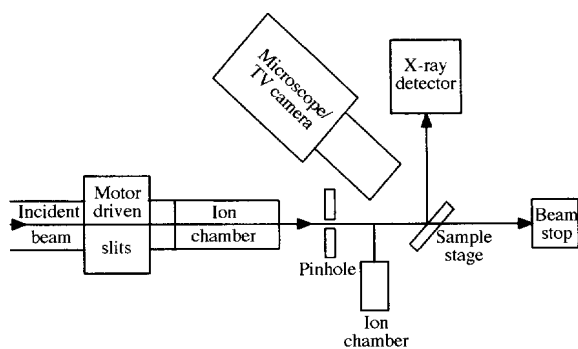 Microscope/
TV camera
X-ray
detector
Incident
beam
Motor
driven
slits
Ion
chamber
Pinhole
Ion
chamber
Sample
stage
Beam
stop